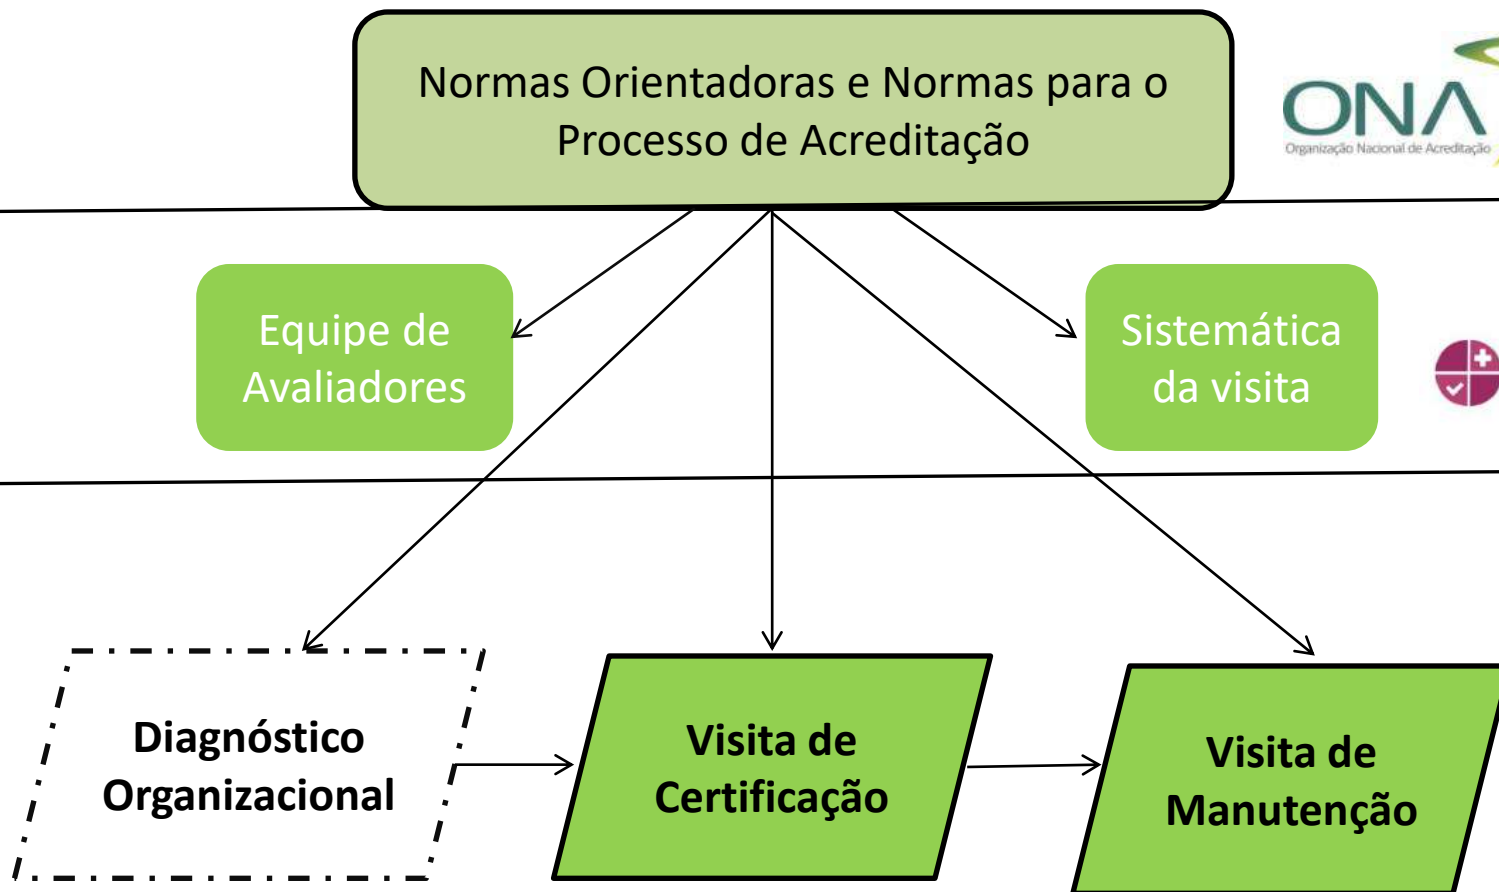 Normas Orientadoras e Normas para o
Processo de Acreditação
ONA
Organização Nacional de Acreditação
Equipe de
Avaliadores
Sistemática
da visita
Diagnóstico
Organizacional
Visita de
Certificação
Visita de
Manutenção